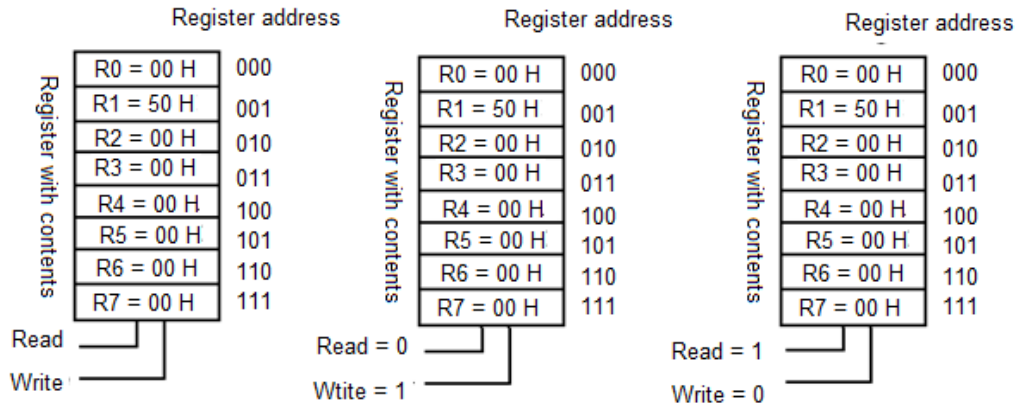 Register address
Register with contents
R0 = 00 H 000
R1 = 50 H 001
R2 = 00 H 010
R3 = 00 H 011
R4 = 00 H 100
R5 = 00 H 101
R6 = 00 H 110
R7 = 00 H 111
Read
Write
Register address
Register with contents
R0 = 00 H 000
R1 = 50 H 001
R2 = 00 H 010
R3 = 00 H 011
R4 = 00 H 100
R5 = 00 H 101
R6 = 00 H 110
R7 = 00 H 111
Read = 0
Wtite = 1
Register address
Register with contents
R0 = 00 H 000
R1 = 50 H 001
R2 = 00 H 010
R3 = 00 H 011
R4 = 00 H 100
R5 = 00 H 101
R6 = 00 H 110
R7 = 00 H 111
Read = 1
Write = 0